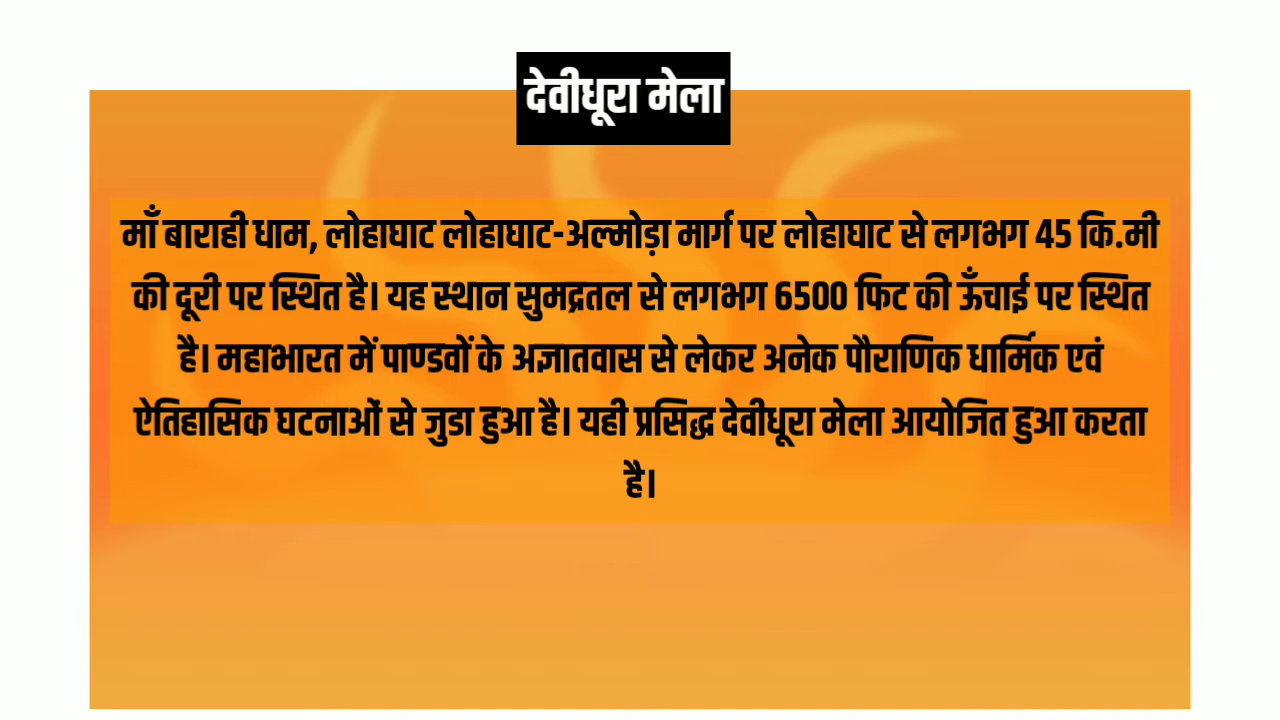 देवीधूरा मेला
माँ बाराही धाम, लोहाघाट लोहाघाट-अल्मोड़ा मार्ग पर लोहाघाट से लगभग 45 कि.मी
की दूरी पर स्थित है। यह स्थान सुमद्रतल से लगभग 6500 फिट की ऊँचाई पर स्थित
है। महाभारत में पाण्डवों के अज्ञातवास से लेकर अनेक पौराणिक धार्मिक एवं
ऐतिहासिक घटनाओं से जुडा हुआ है। यही प्रसिद्ध देवीधूरा मेला आयोजित हुआ करता
है।